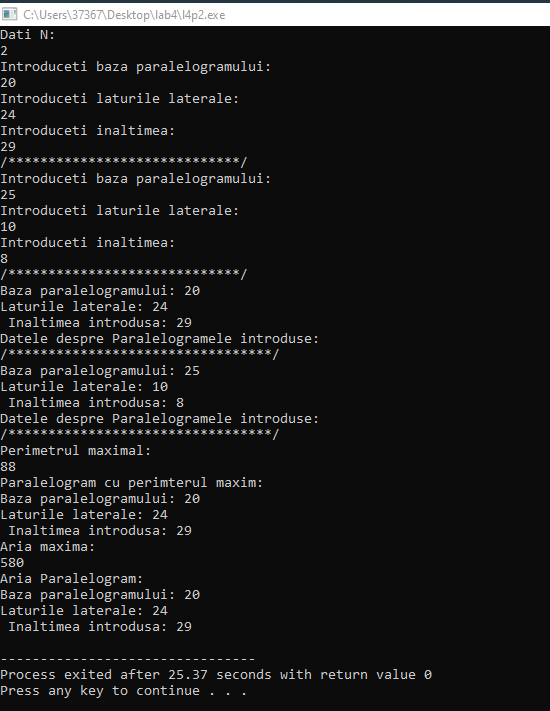 C:\Users\37367\Desktop\lab4\l4p2.exe
Dati N:
2
Introduceti baza paralelogramului:
20
Introduceti laturile laterale:
24
Introduceti inaltimea:
29
/*****************************/
Introduceti baza paralelogramului:
25
Introduceti laturile laterale:
10
Introduceti inaltimea:
8
/*****************************/
Baza paralelogramului: 20
Laturile laterale: 24
 Inaltimea introdusa: 29
Datele despre Paralelogramele introduse:
/*********************************/
Baza paralelogramului: 25
Laturile laterale: 10
 Inaltimea introdusa: 8
Datele despre Paralelogramele introduse:
/*********************************/
Perimetrul maximal:
88
Paralelogram cu perimterul maxim:
Baza paralelogramului: 20
Laturile laterale: 24
 Inaltimea introdusa: 29
Aria maxima:
580
Aria Paralelogram:
Baza paralelogramului: 20
Laturile laterale: 24
 Inaltimea introdusa: 29
--------------------------------
Process exited after 25.37 seconds with return value 0
Press any key to continue . . .